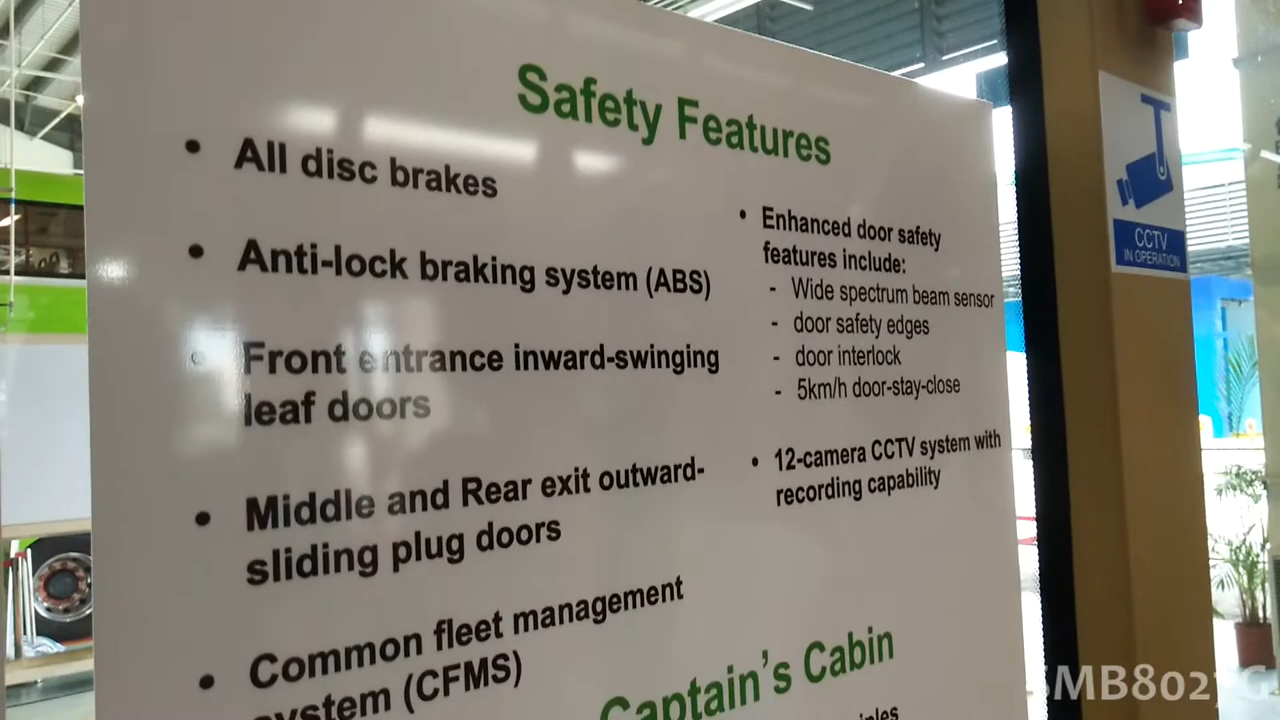 Safety Features
• All disc brakes
• Anti-lock braking system (ABS)
• Front entrance inward-swinging
leaf doors
• Middle and Rear exit outward-
sliding plug doors
• Common fleet management
system (CFMS)
• Enhanced door safety
features include:
- Wide spectrum beam sensor
- door safety edges
- door interlock
- 5km/h door-stay-close
• 12-camera CCTV system with
recording capability
Captain's Cabin
CCTV
IN OPERATION